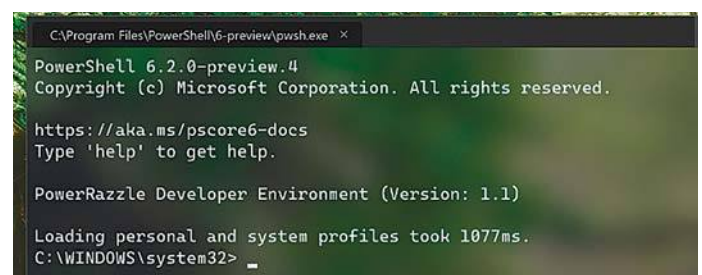 C:\Program Files\PowerShell\6-preview\pwsh.exe ×
PowerShell 6.2.0-preview.4
Copyright (c) Microsoft Corporation. All rights reserved.
https://aka.ms/pscore6-docs
Type 'help' to get help.
PowerRazzle Developer Environment (Version: 1.1)
Loading personal and system profiles took 1077ms.
C:\WINDOWS\system32> _